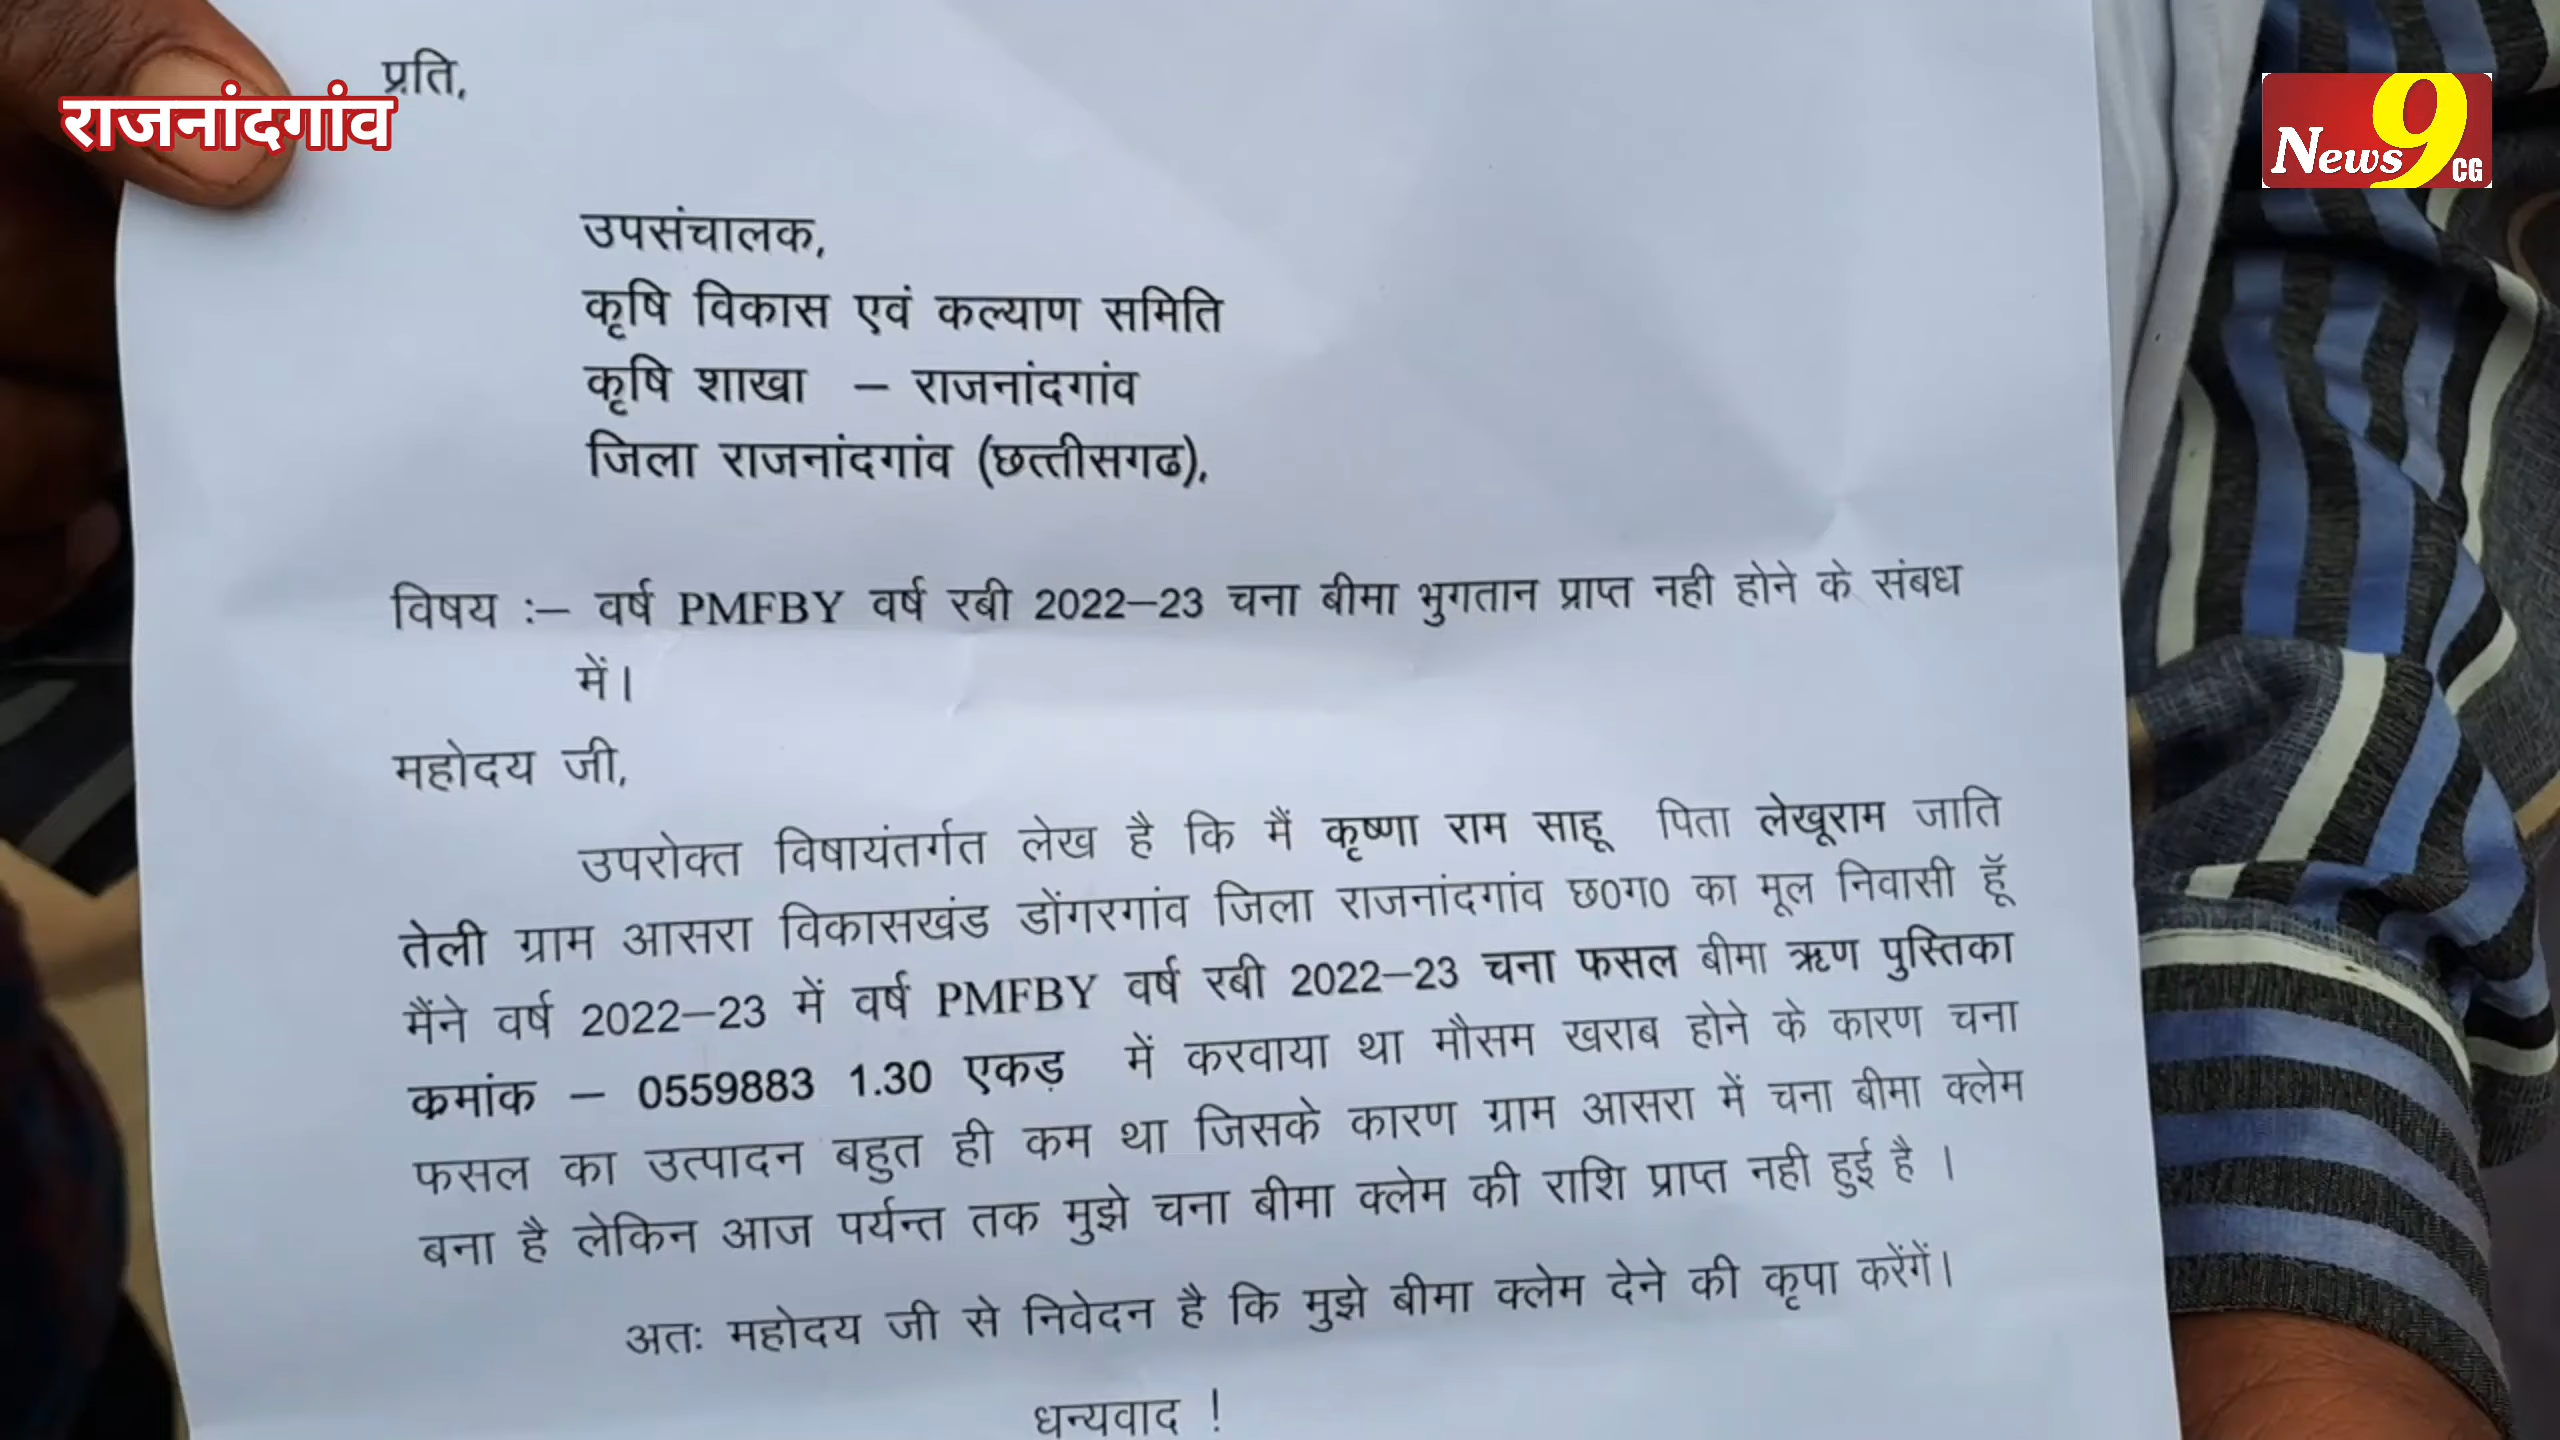 प्रति,
राजनांदगांव
News 9 CG
उपसंचालक,
कृषि विकास एवं कल्याण समिति
कृषि शाखा – राजनांदगांव
जिला राजनांदगांव (छत्तीसगढ),
विषय :– वर्ष PMFBY वर्ष रबी 2022–23 चना बीमा भुगतान प्राप्त नही होने के संबध
में।
महोदय जी,
उपरोक्त विषायंतर्गत लेख है कि मैं कृष्णा राम साहू पिता लेखूराम जाति
तेली ग्राम आसरा विकासखंड डोंगरगांव जिला राजनांदगांव छ0ग0 का मूल निवासी हूॅ
मैंने वर्ष 2022–23 में वर्ष PMFBY वर्ष रबी 2022–23 चना फसल बीमा ऋण पुस्तिका
कमांक – 0559883 1.30 एकड़ में करवाया था मौसम खराब होने के कारण चना
फसल का उत्पादन बहुत ही कम था जिसके कारण ग्राम आसरा में चना बीमा क्लेम
बना है लेकिन आज पर्यन्त तक मुझे चना बीमा क्लेम की राशि प्राप्त नही हुई है ।
अतः महोदय जी से निवेदन है कि मुझे बीमा क्लेम देने की कृपा करेंगें।
धन्यवाद !